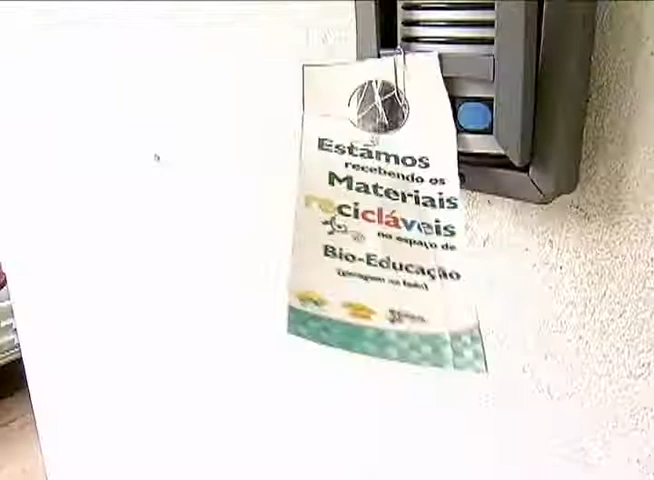 Estamos
recebendo os
Materiais
recicláveis
no espaço de
Bio-Educação